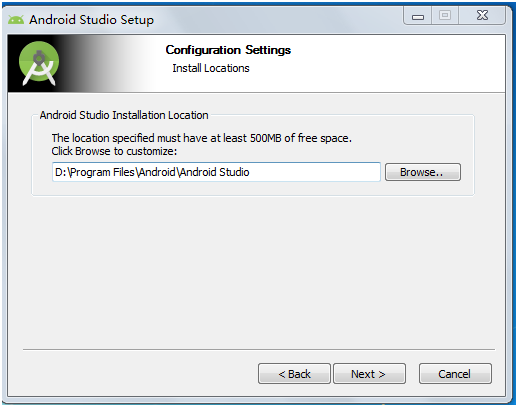 Android Studio Setup
Configuration Settings
Install Locations
Android Studio Installation Location
The location specified must have at least 500MB of free space.
Click Browse to customize:
D:\Program Files\Android\Android Studio
Browse..
< Back
Next >
Cancel